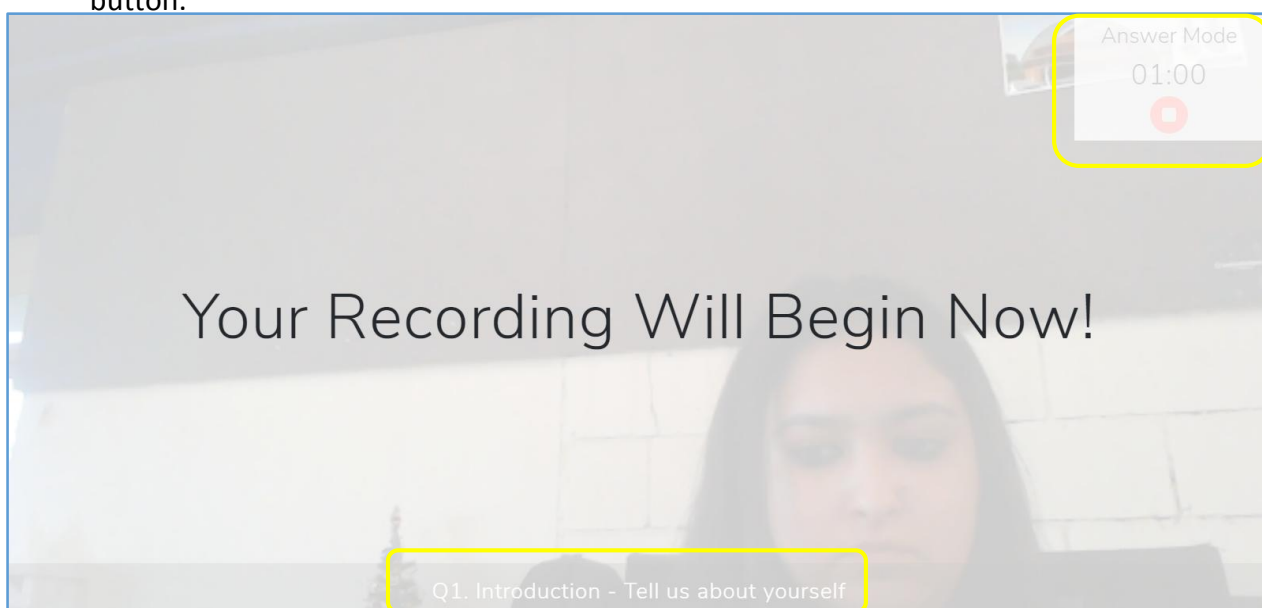 button.
Answer Mode
01:00
Your Recording Will Begin Now!
Q1. Introduction - Tell us about yourself